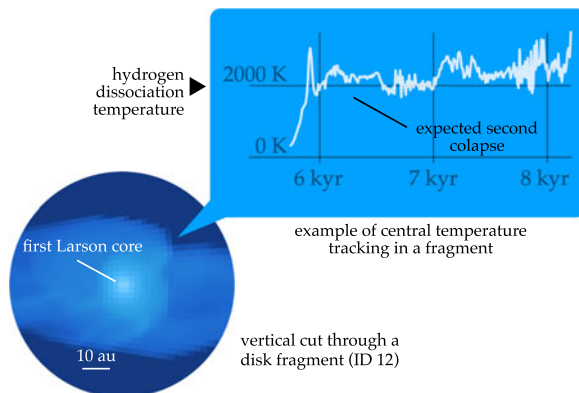 hydrogen
dissociation
temperature
2000 K
0 K
expected second
colapse
6 kyr
7 kyr
8 kyr
example of central temperature
tracking in a fragment
first Larson core
10 au
vertical cut through a
disk fragment (ID 12)